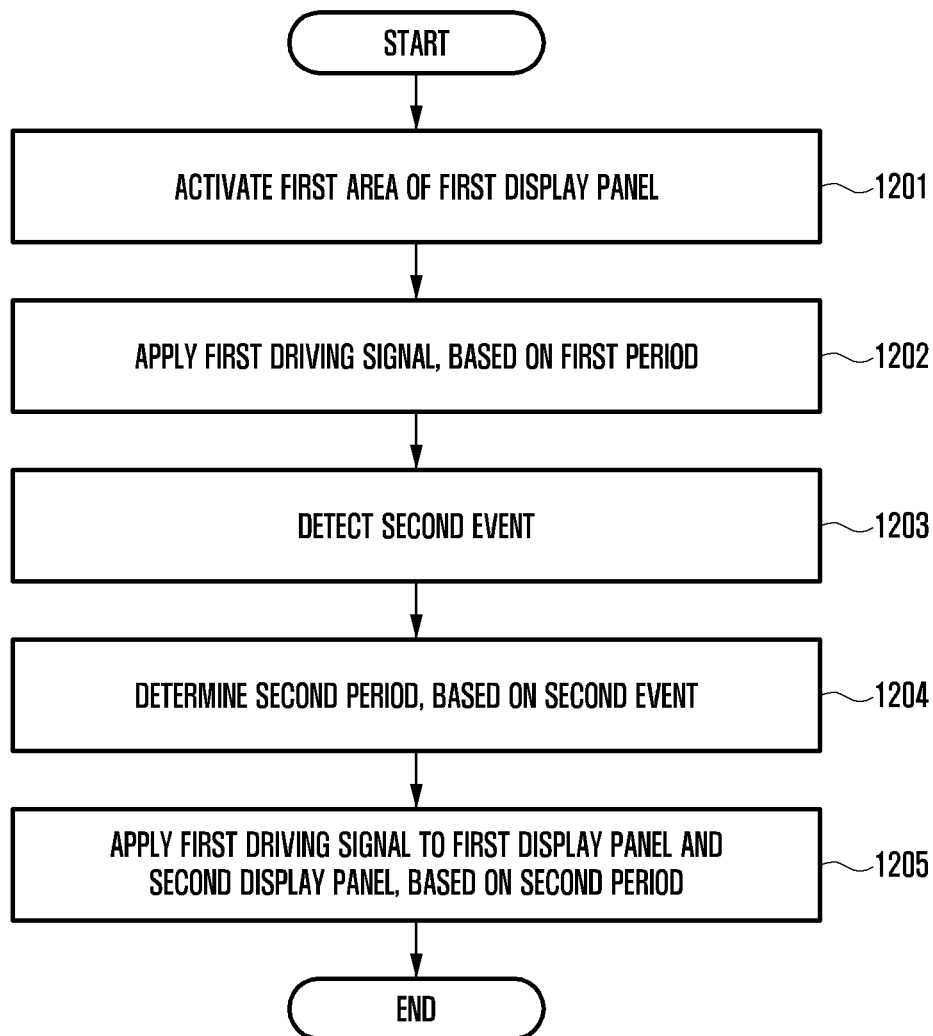 START
ACTIVATE FIRST AREA OF FIRST DISPLAY PANEL
1201
APPLY FIRST DRIVING SIGNAL, BASED ON FIRST PERIOD
1202
DETECT SECOND EVENT
1203
DETERMINE SECOND PERIOD, BASED ON SECOND EVENT
1204
APPLY FIRST DRIVING SIGNAL TO FIRST DISPLAY PANEL AND
SECOND DISPLAY PANEL, BASED ON SECOND PERIOD
1205
END